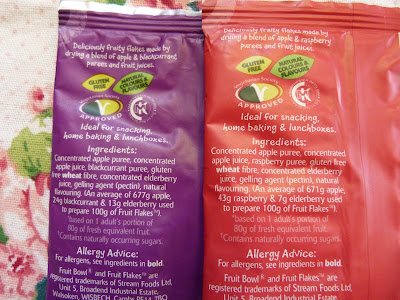 Deliciously fruity flakes made by
drying a blend of apple & blackcurrant
purees and fruit juices.
GLUTEN
FREE
NATURAL
COLOURS &
FLAVOURS
V
APPROVED
Ideal for snacking,
home baking & lunchboxes.
Ingredients:
Concentrated apple puree, concentrated
apple juice, blackcurrant puree, gluten free
wheat fibre, concentrated elderberry
juice, gelling agent (pectin), natural
flavouring. (An average of 677g apple,
24g blackcurrant & 13g elderberry used
to prepare 100g of Fruit Flakes™).
*based on 1 adult's portion of
80g of fresh equivalent fruit.
†Contains naturally occurring sugars.
Allergy Advice:
For allergens, see ingredients in bold.
Fruit Bowl® and Fruit Flakes™ are
registered trademarks of Stream Foods Ltd,
Unit 5, Broadend Industrial Estate,
Walsoken, WISBECH, Cambs PE14 7BQ
Deliciously fruity flakes made by
drying a blend of apple & raspberry
purees and fruit juices.
GLUTEN
FREE
NATURAL
COLOURS &
FLAVOURS
Vegetarian Society
V
APPROVED
Ideal for snacking,
home baking & lunchboxes.
Ingredients:
Concentrated apple puree, concentrated
apple juice, raspberry puree, gluten free
wheat fibre, concentrated elderberry
juice, gelling agent (pectin), natural
flavouring. (An average of 671g apple,
43g raspberry & 7g elderberry used
to prepare 100g of Fruit Flakes™).
*based on 1 adult's portion of
80g of fresh equivalent fruit.
†Contains naturally occurring sugars.
Allergy Advice:
For allergens, see ingredients in bold.
Fruit Bowl® and Fruit Flakes™ are
registered trademarks of Stream Foods Ltd,
Unit 5, Broadend Industrial Estate